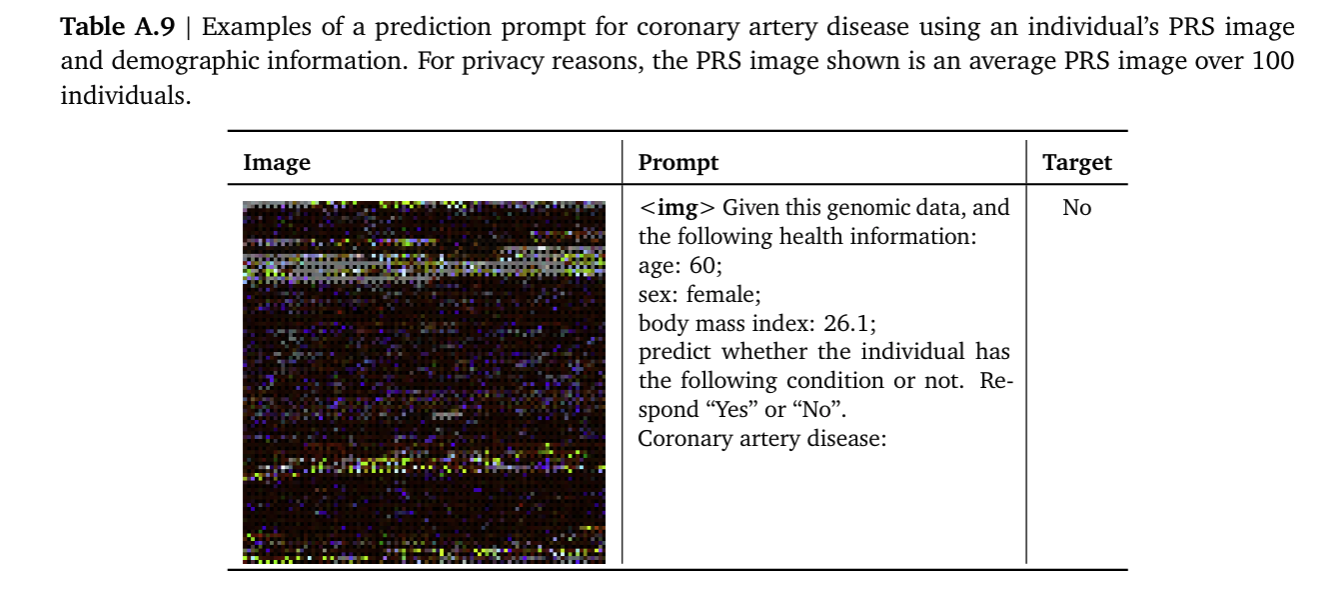 Table A.9 | Examples of a prediction prompt for coronary artery disease using an individual’s PRS image
and demographic information. For privacy reasons, the PRS image shown is an average PRS image over 100
individuals.
Image Prompt Target
<img> Given this genomic data, and No
the following health information:
age: 60;
sex: female;
body mass index: 26.1;
predict whether the individual has
the following condition or not. Re-
spond “Yes” or “No”.
Coronary artery disease: